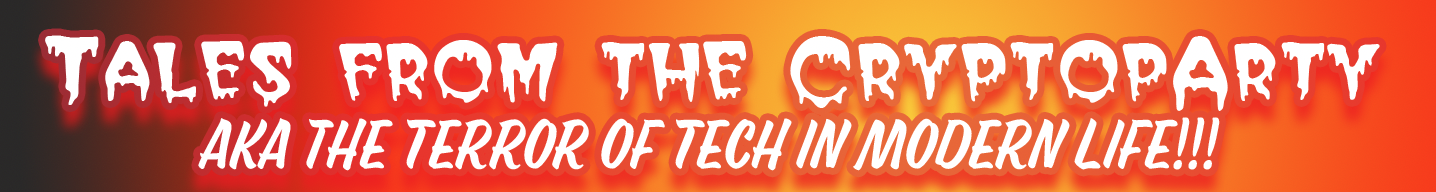 Tales from the CryptopArty
AKA THE TERROR OF TECH IN MODERN LIFE!!!